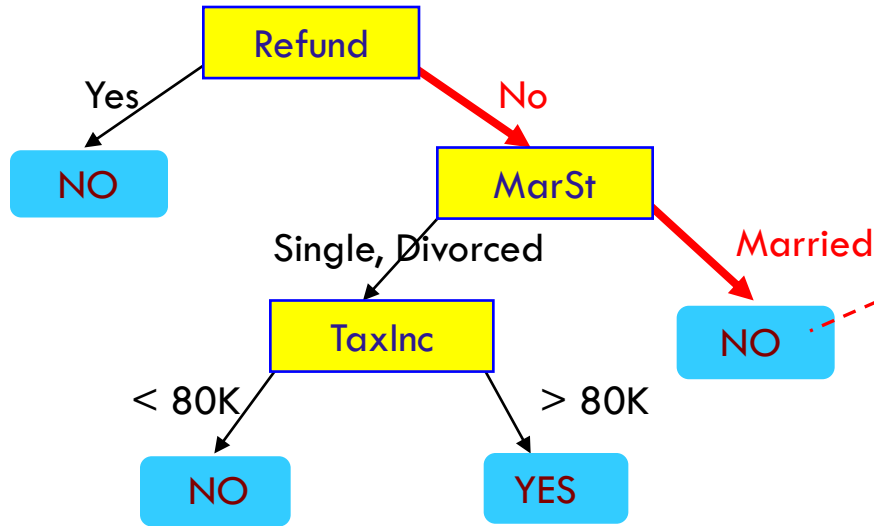 Refund
Yes
No
NO
MarSt
Single, Divorced
Married
TaxInc
NO
< 80K
> 80K
NO
YES